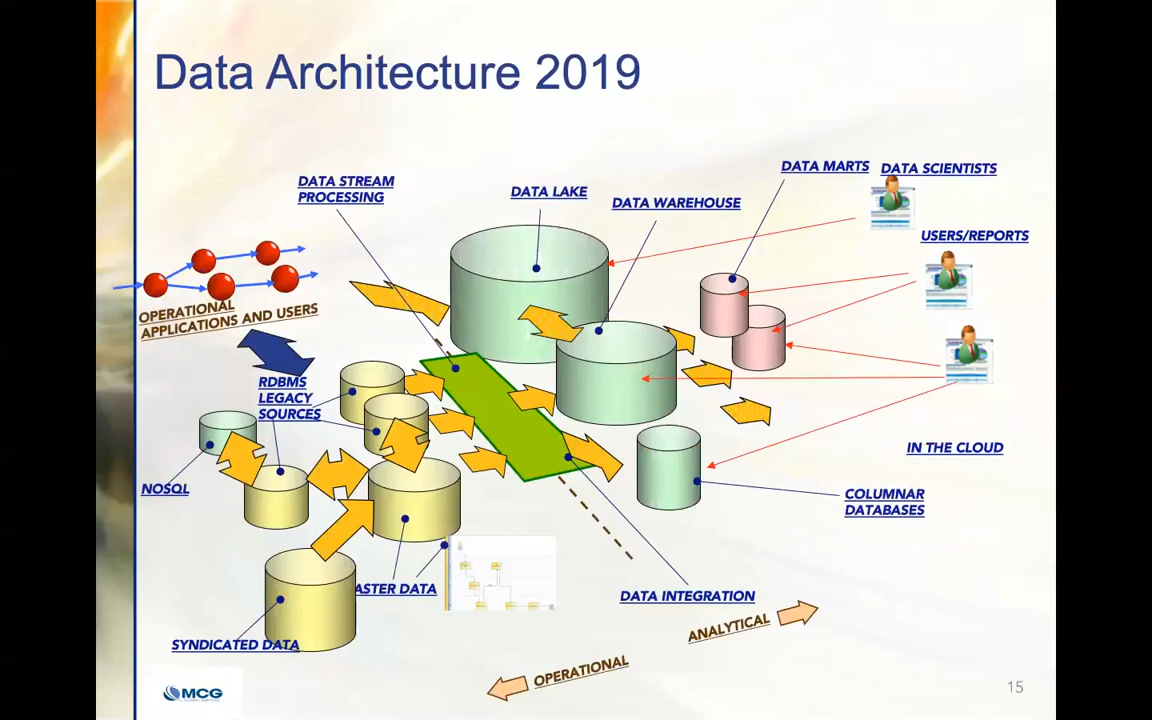 Data Architecture 2019
DATA STREAM
PROCESSING
DATA LAKE
DATA WAREHOUSE
DATA MARTS
DATA SCIENTISTS
USERS/REPORTS
OPERATIONAL
APPLICATIONS AND USERS
RDBMS
LEGACY
SOURCES
NOSQL
IN THE CLOUD
COLUMNAR
DATABASES
ASTER DATA
DATA INTEGRATION
SYNDICATED DATA
ANALYTICAL
OPERATIONAL
MCG
15